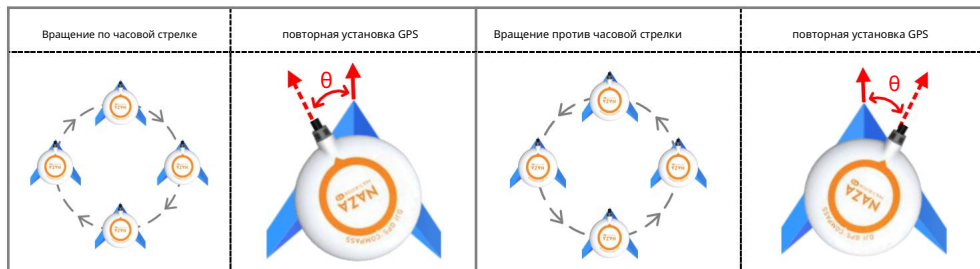 Вращение по часовой стрелке
повторная установка GPS
Вращение против часовой стрелки
повторная установка GPS
θ
θ
NAZA
DJI GPS COMPASS
NAZA
DJI GPS COMPASS